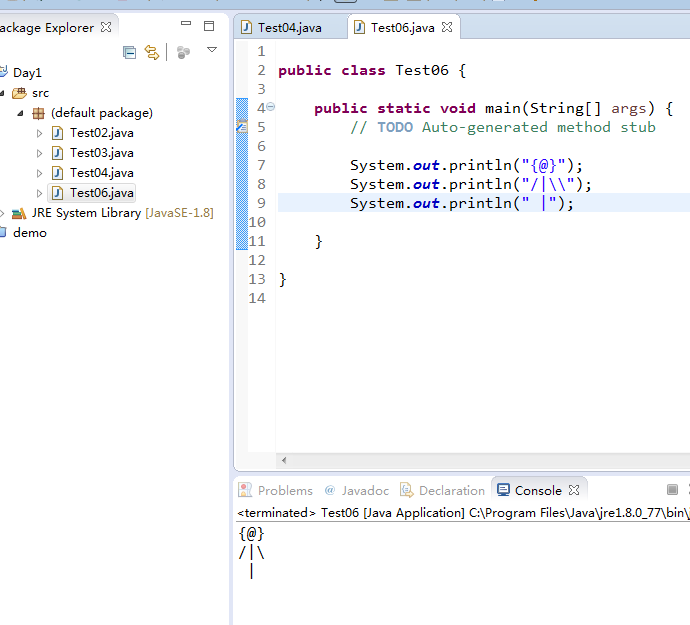 ackage Explorer
Day1
src
(default package)
Test02.java
Test03.java
Test04.java
Test06.java
JRE System Library [JavaSE-1.8]
demo
Test04.java Test06.java
1
2 public class Test06 {
3
4     public static void main(String[] args) {
5         // TODO Auto-generated method stub
6
7         System.out.println("{@}");
8         System.out.println("/|\\");
9         System.out.println(" |");
10
11     }
12
13 }
14
Problems @ Javadoc Declaration Console
<terminated> Test06 [Java Application] C:\Program Files\Java\jre1.8.0_77\bin\
{@}
/|\
 |